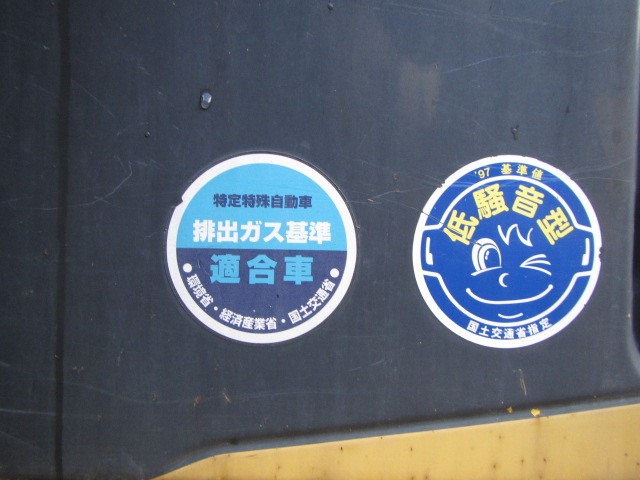 特定特殊自動車
排出ガス基準
適合車
●環境省・経済産業省・国土交通省●
'97 基準値
低騒音型
国土交通省指定